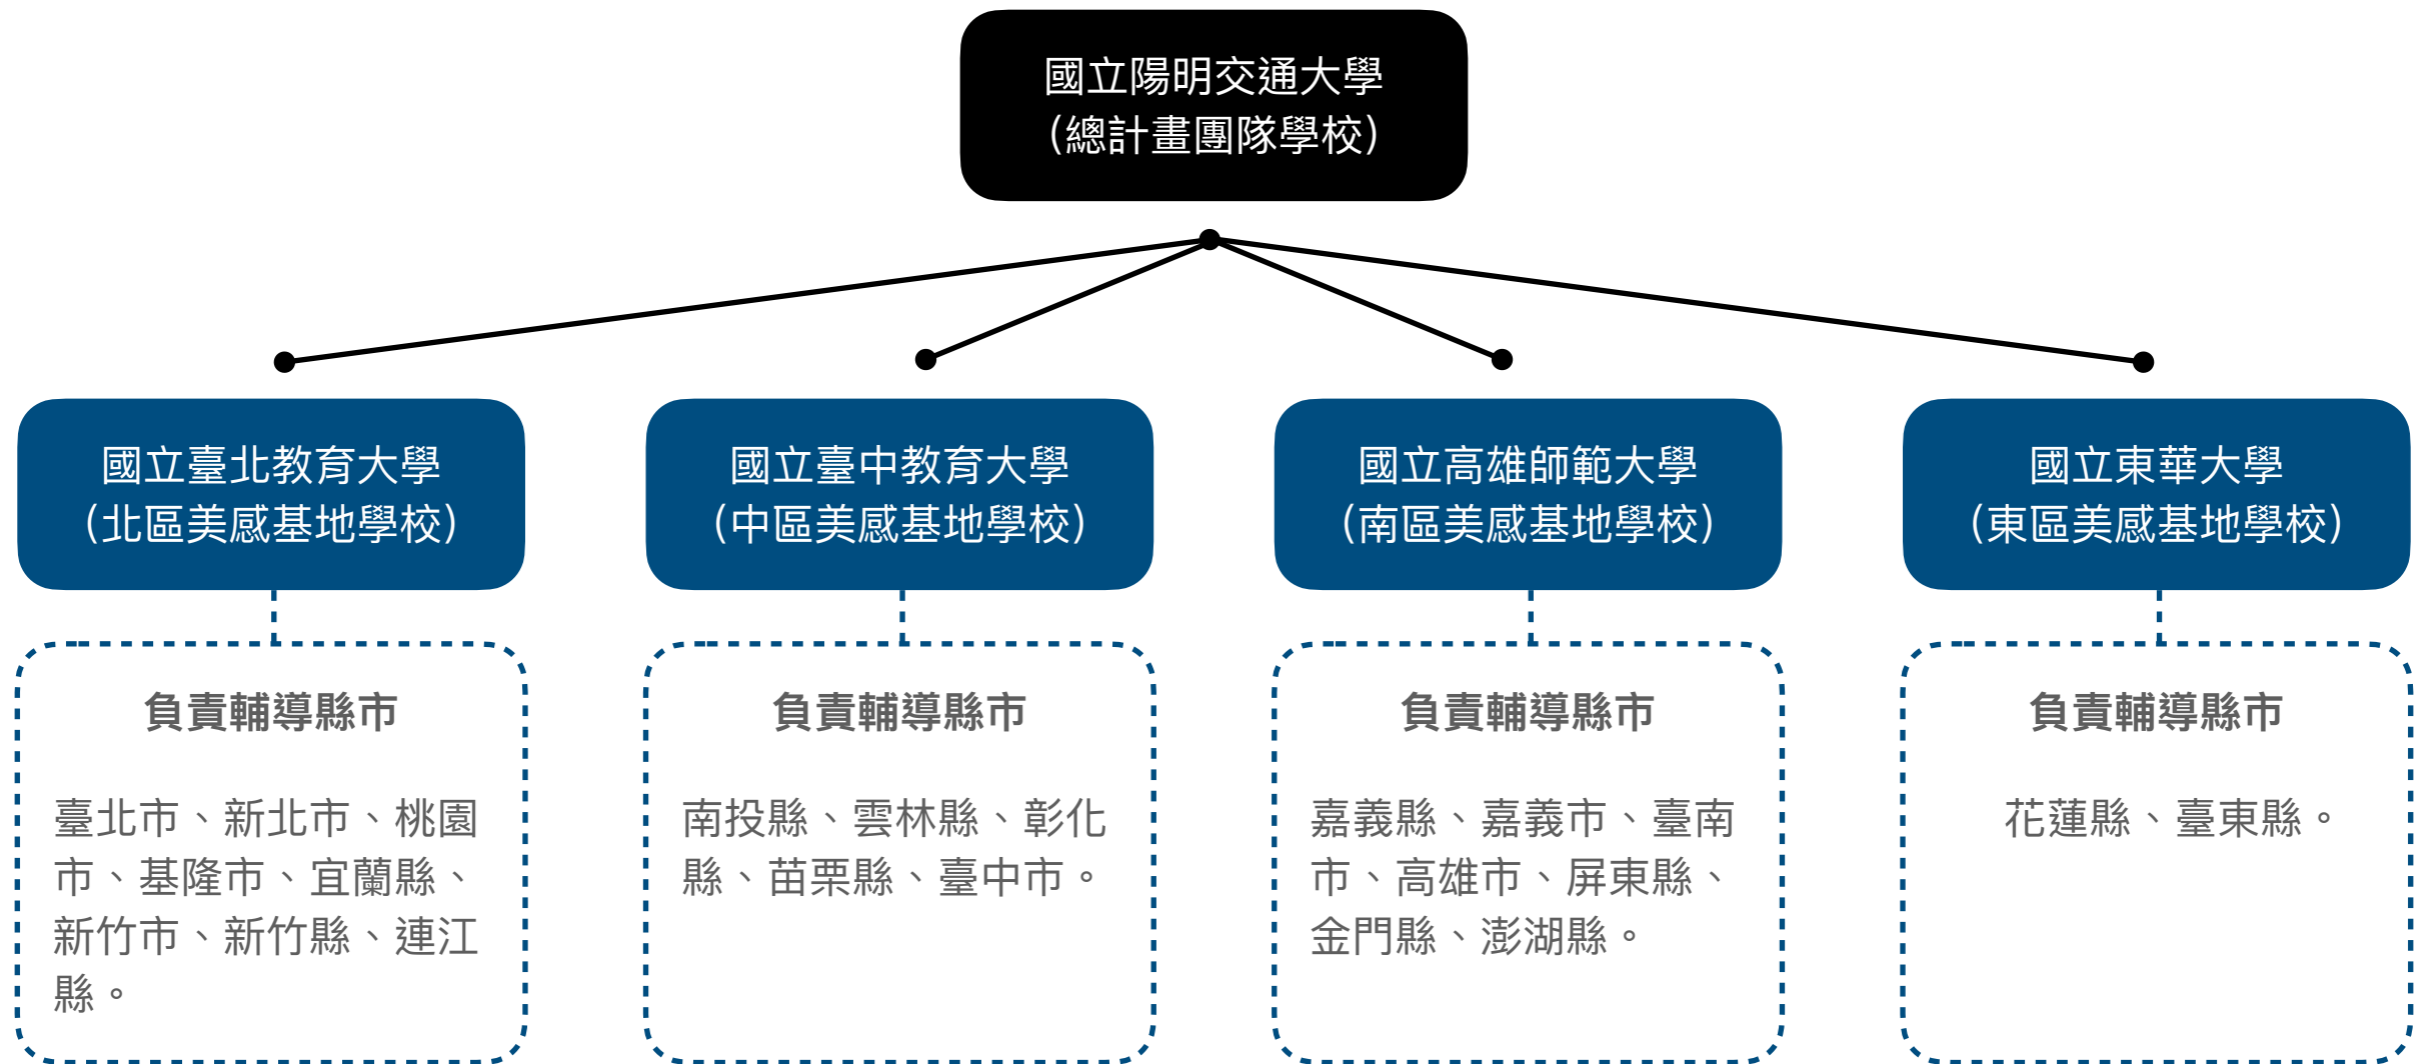 國立陽明交通大學
(總計畫團隊學校)
國立臺北教育大學
(北區美感基地學校)
負責輔導縣市
臺北市、新北市、桃園
市、基隆市、宜蘭縣、
新竹市、新竹縣、連江
縣。
國立臺中教育大學
(中區美感基地學校)
負責輔導縣市
南投縣、雲林縣、彰化
縣、苗栗縣、臺中市。
國立高雄師範大學
(南區美感基地學校)
負責輔導縣市
嘉義縣、嘉義市、臺南
市、高雄市、屏東縣、
金門縣、澎湖縣。
國立東華大學
(東區美感基地學校)
負責輔導縣市
花蓮縣、臺東縣。